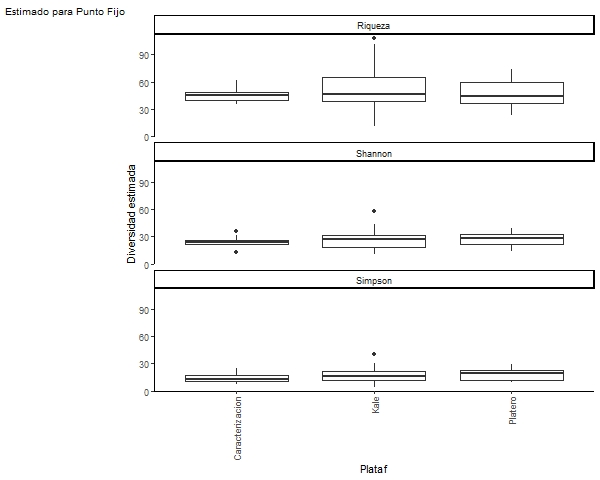 Estimado para Punto Fijo
Riqueza
90
60
30
0
Shannon
90
60
30
0
Simpson
90
60
30
0
Diversidad estimada
Caracterizacion
Kale
Platero
Plataf